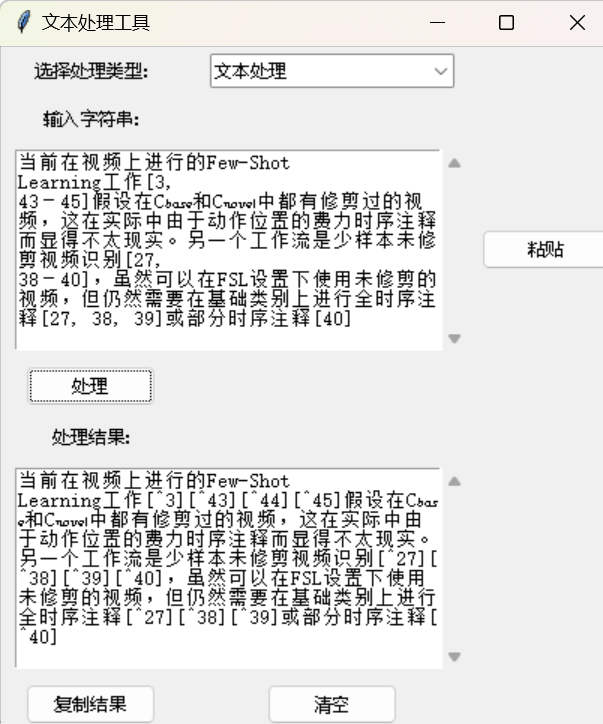 文本处理工具
选择处理类型:
文本处理
输入字符串:
当前在视频上进行的Few-Shot
Learning工作[3,
43－45]假设在Cbase和Cnovel中都有修剪过的视
频，这在实际中由于动作位置的费力时序注释
而显得不太现实。另一个工作流是少样本未修
剪视频识别[27,
38－40]，虽然可以在FSL设置下使用未修剪的
视频，但仍然需要在基础类别上进行全时序注
释[27, 38, 39]或部分时序注释[40]
粘贴
处理
处理结果:
当前在视频上进行的Few-Shot
Learning工作[^3][^43][^44][^45]假设在Cbas
e和Cnovel中都有修剪过的视频，这在实际中由
于动作位置的费力时序注释而显得不太现实。
另一个工作流是少样本未修剪视频识别[^27][
^38][^39][^40]，虽然可以在FSL设置下使用
未修剪的视频，但仍然需要在基础类别上进行
全时序注释[^27][^38][^39]或部分时序注释[
^40]
复制结果
清空